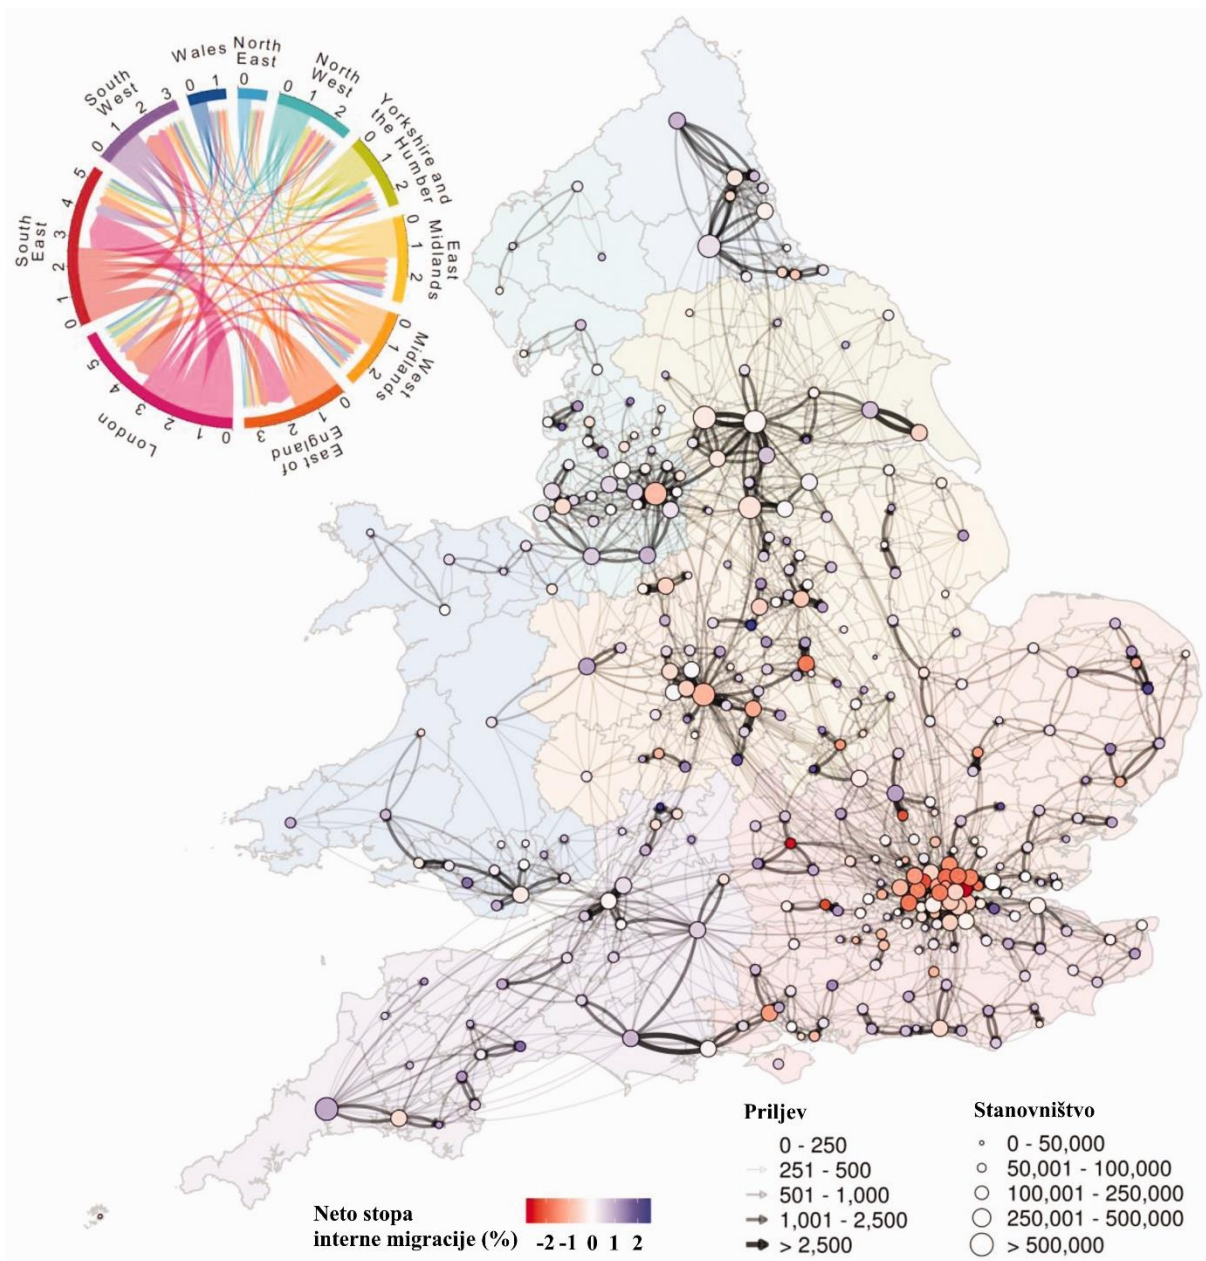 Wales
North
East
North
West
Yorkshire and
the Humber
East
Midlands
West
Midlands
East of
England
London
South
East
South
West
0 1
0
0 1 2
0 1 2
0 1 2
0 1 2
0 1 2 3
0 1 2 3 4 5
0 1 2 3 4 5
0 1 2 3
Priljev
0 - 250
251 - 500
501 - 1,000
1,001 - 2,500
> 2,500
Stanovništvo
0 - 50,000
50,001 - 100,000
100,001 - 250,000
250,001 - 500,000
> 500,000
Neto stopa
interne migracije (%)
-2 -1 0 1 2